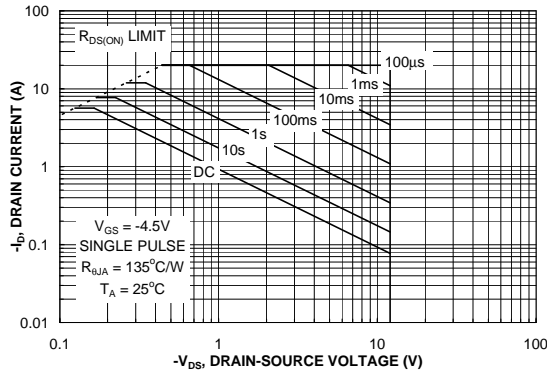 100
R_DS(ON) LIMIT
100µs
10
1ms
10ms
100ms
1s
1
10s
DC
V_GS = -4.5V
0.1
SINGLE PULSE
R_θJA = 135°C/W
T_A = 25°C
0.01
0.1
1
10
100
-I_D, DRAIN CURRENT (A)
-V_DS, DRAIN-SOURCE VOLTAGE (V)